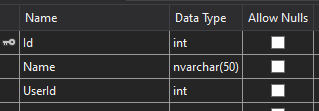 Name Data Type Allow Nulls
Id int
Name nvarchar(50)
UserId int